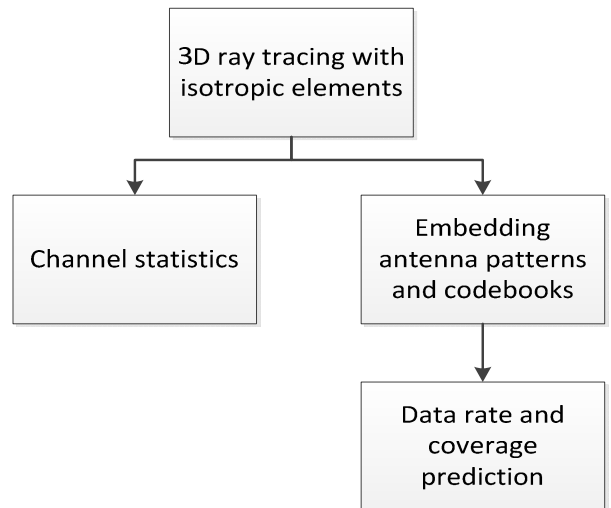 3D ray tracing with
isotropic elements
Channel statistics
Embedding
antenna patterns
and codebooks
Data rate and
coverage
prediction